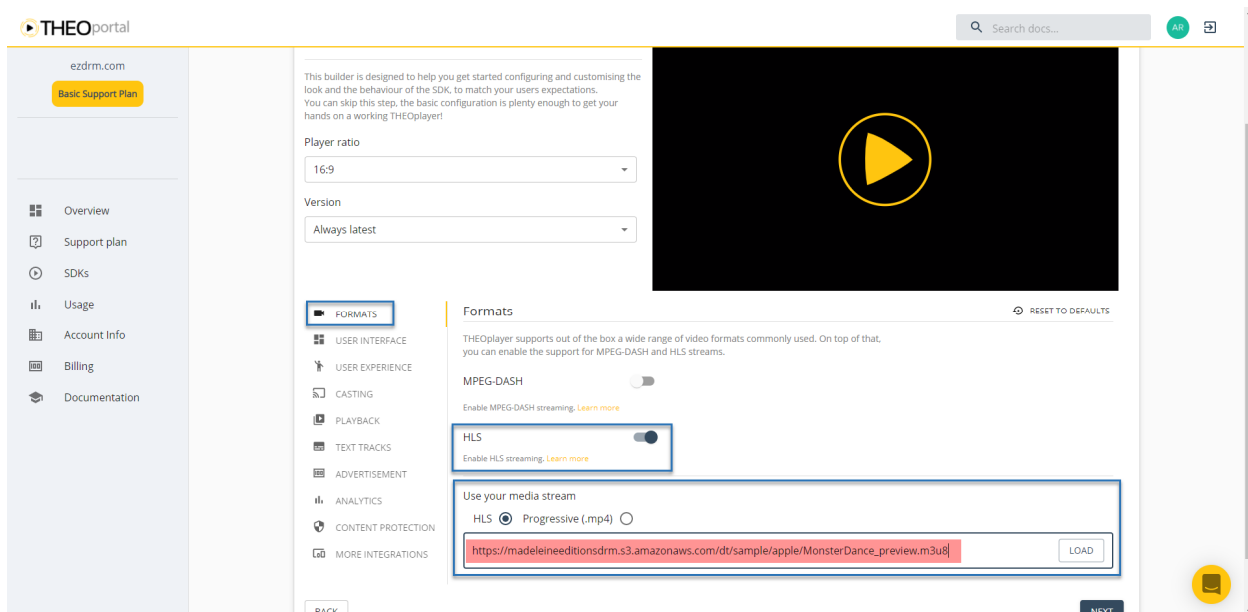 THEOportal
Search docs...
AR
ezdrm.com
Basic Support Plan
Overview
Support plan
SDKs
Usage
Account Info
Billing
Documentation
This builder is designed to help you get started configuring and customising the
look and the behaviour of the SDK, to match your users expectations.
You can skip this step, the basic configuration is plenty enough to get your
hands on a working THEOplayer!
Player ratio
16:9
Version
Always latest
FORMATS
USER INTERFACE
USER EXPERIENCE
CASTING
PLAYBACK
TEXT TRACKS
ADVERTISEMENT
ANALYTICS
CONTENT PROTECTION
MORE INTEGRATIONS
Formats
RESET TO DEFAULTS
THEOplayer supports out of the box a wide range of video formats commonly used. On top of that,
you can enable the support for MPEG-DASH and HLS streams.
MPEG-DASH
Enable MPEG-DASH streaming. Learn more
HLS
Enable HLS streaming. Learn more
Use your media stream
HLS Progressive (.mp4)
https://madeleineeditionsdrm.s3.amazonaws.com/dt/sample/apple/MonsterDance_preview.m3u8
LOAD
BACK
NEXT